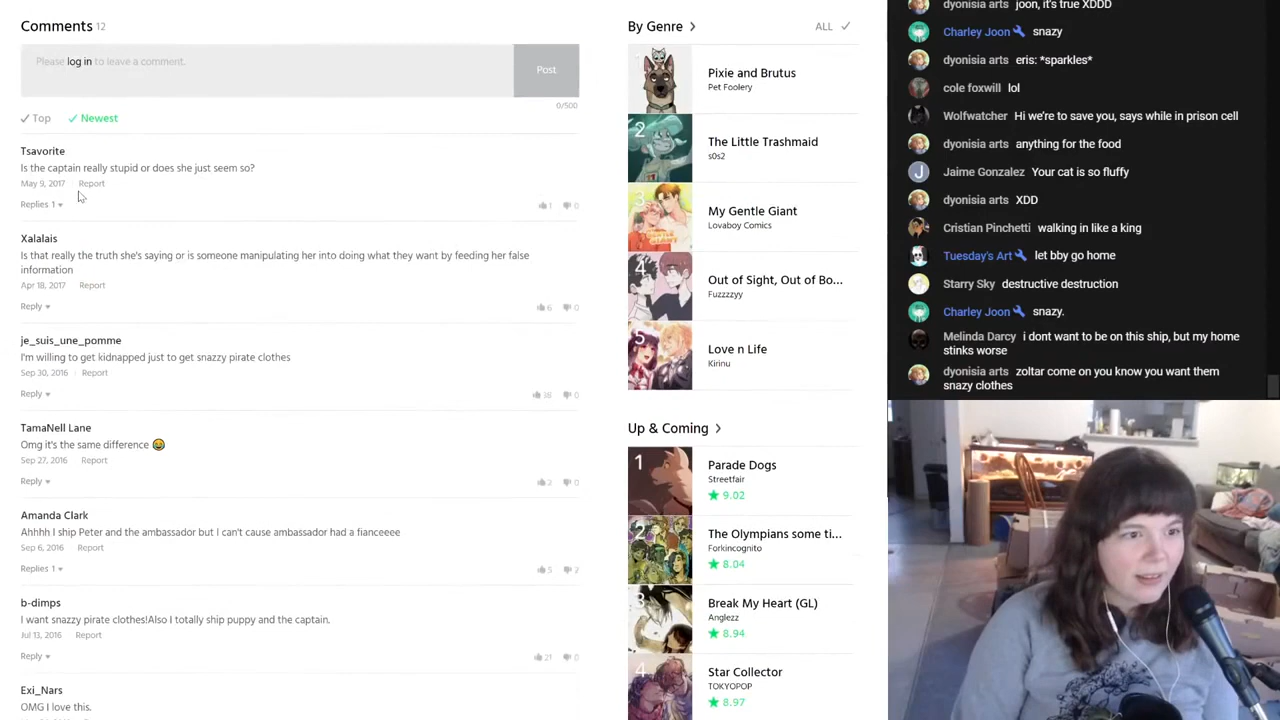 Comments 12
Please log in to leave a comment.
Post
0/500
Top
Newest
Tsavorite
Is the captain really stupid or does she just seem so?
May 9, 2017 Report
Replies 1
1 0
Xalalais
Is that really the truth she's saying or is someone manipulating her into doing what they want by feeding her false
information
Apr 18, 2017 Report
Reply
6 0
je_suis_une_pomme
I'm willing to get kidnapped just to get snazzy pirate clothes
Sep 30, 2016 Report
Reply
38 0
TamaNell Lane
Omg it's the same difference 😂
Sep 27, 2016 Report
Reply
2 0
Amanda Clark
Ahhhh I ship Peter and the ambassador but I can't cause ambassador had a fianceeee
Sep 6, 2016 Report
Replies 1
5 2
b-dimps
I want snazzy pirate clothes!Also I totally ship puppy and the captain.
Jul 13, 2016 Report
Reply
21 0
Exi_Nars
OMG I love this.
By Genre
ALL
1
Pixie and Brutus
Pet Foolery
2
The Little Trashmaid
s0s2
3
My Gentle Giant
Lovaboy Comics
4
Out of Sight, Out of Bo...
Fuzzzzyy
5
Love n Life
Kirinu
Up & Coming
1
Parade Dogs
Streetfair
9.02
2
The Olympians some ti...
Forkincognito
8.04
3
Break My Heart (GL)
Anglezz
8.94
4
Star Collector
TOKYOPOP
8.97
dyonisia arts joon, it's true XDDD
Charley Joon snazy
dyonisia arts eris: *sparkles*
cole foxwill lol
Wolfwatcher Hi we're to save you, says while in prison cell
dyonisia arts anything for the food
J
Jaime Gonzalez Your cat is so fluffy
dyonisia arts XDD
Cristian Pinchetti walking in like a king
Tuesday's Art let bby go home
Starry Sky destructive destruction
Charley Joon snazy.
Melinda Darcy i dont want to be on this ship, but my home
stinks worse
dyonisia arts zoltar come on you know you want them
snazy clothes